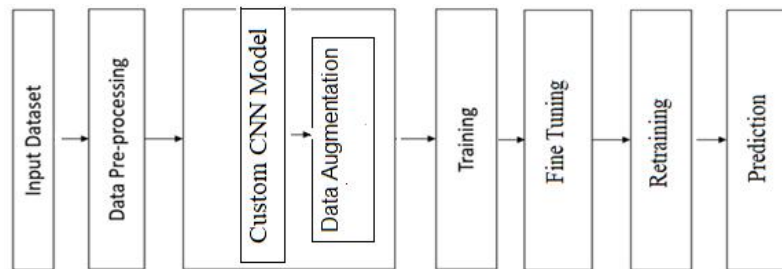 Input Dataset
Data Pre-processing
Custom CNN Model
Data Augmentation
Training
Fine Tuning
Retraining
Prediction